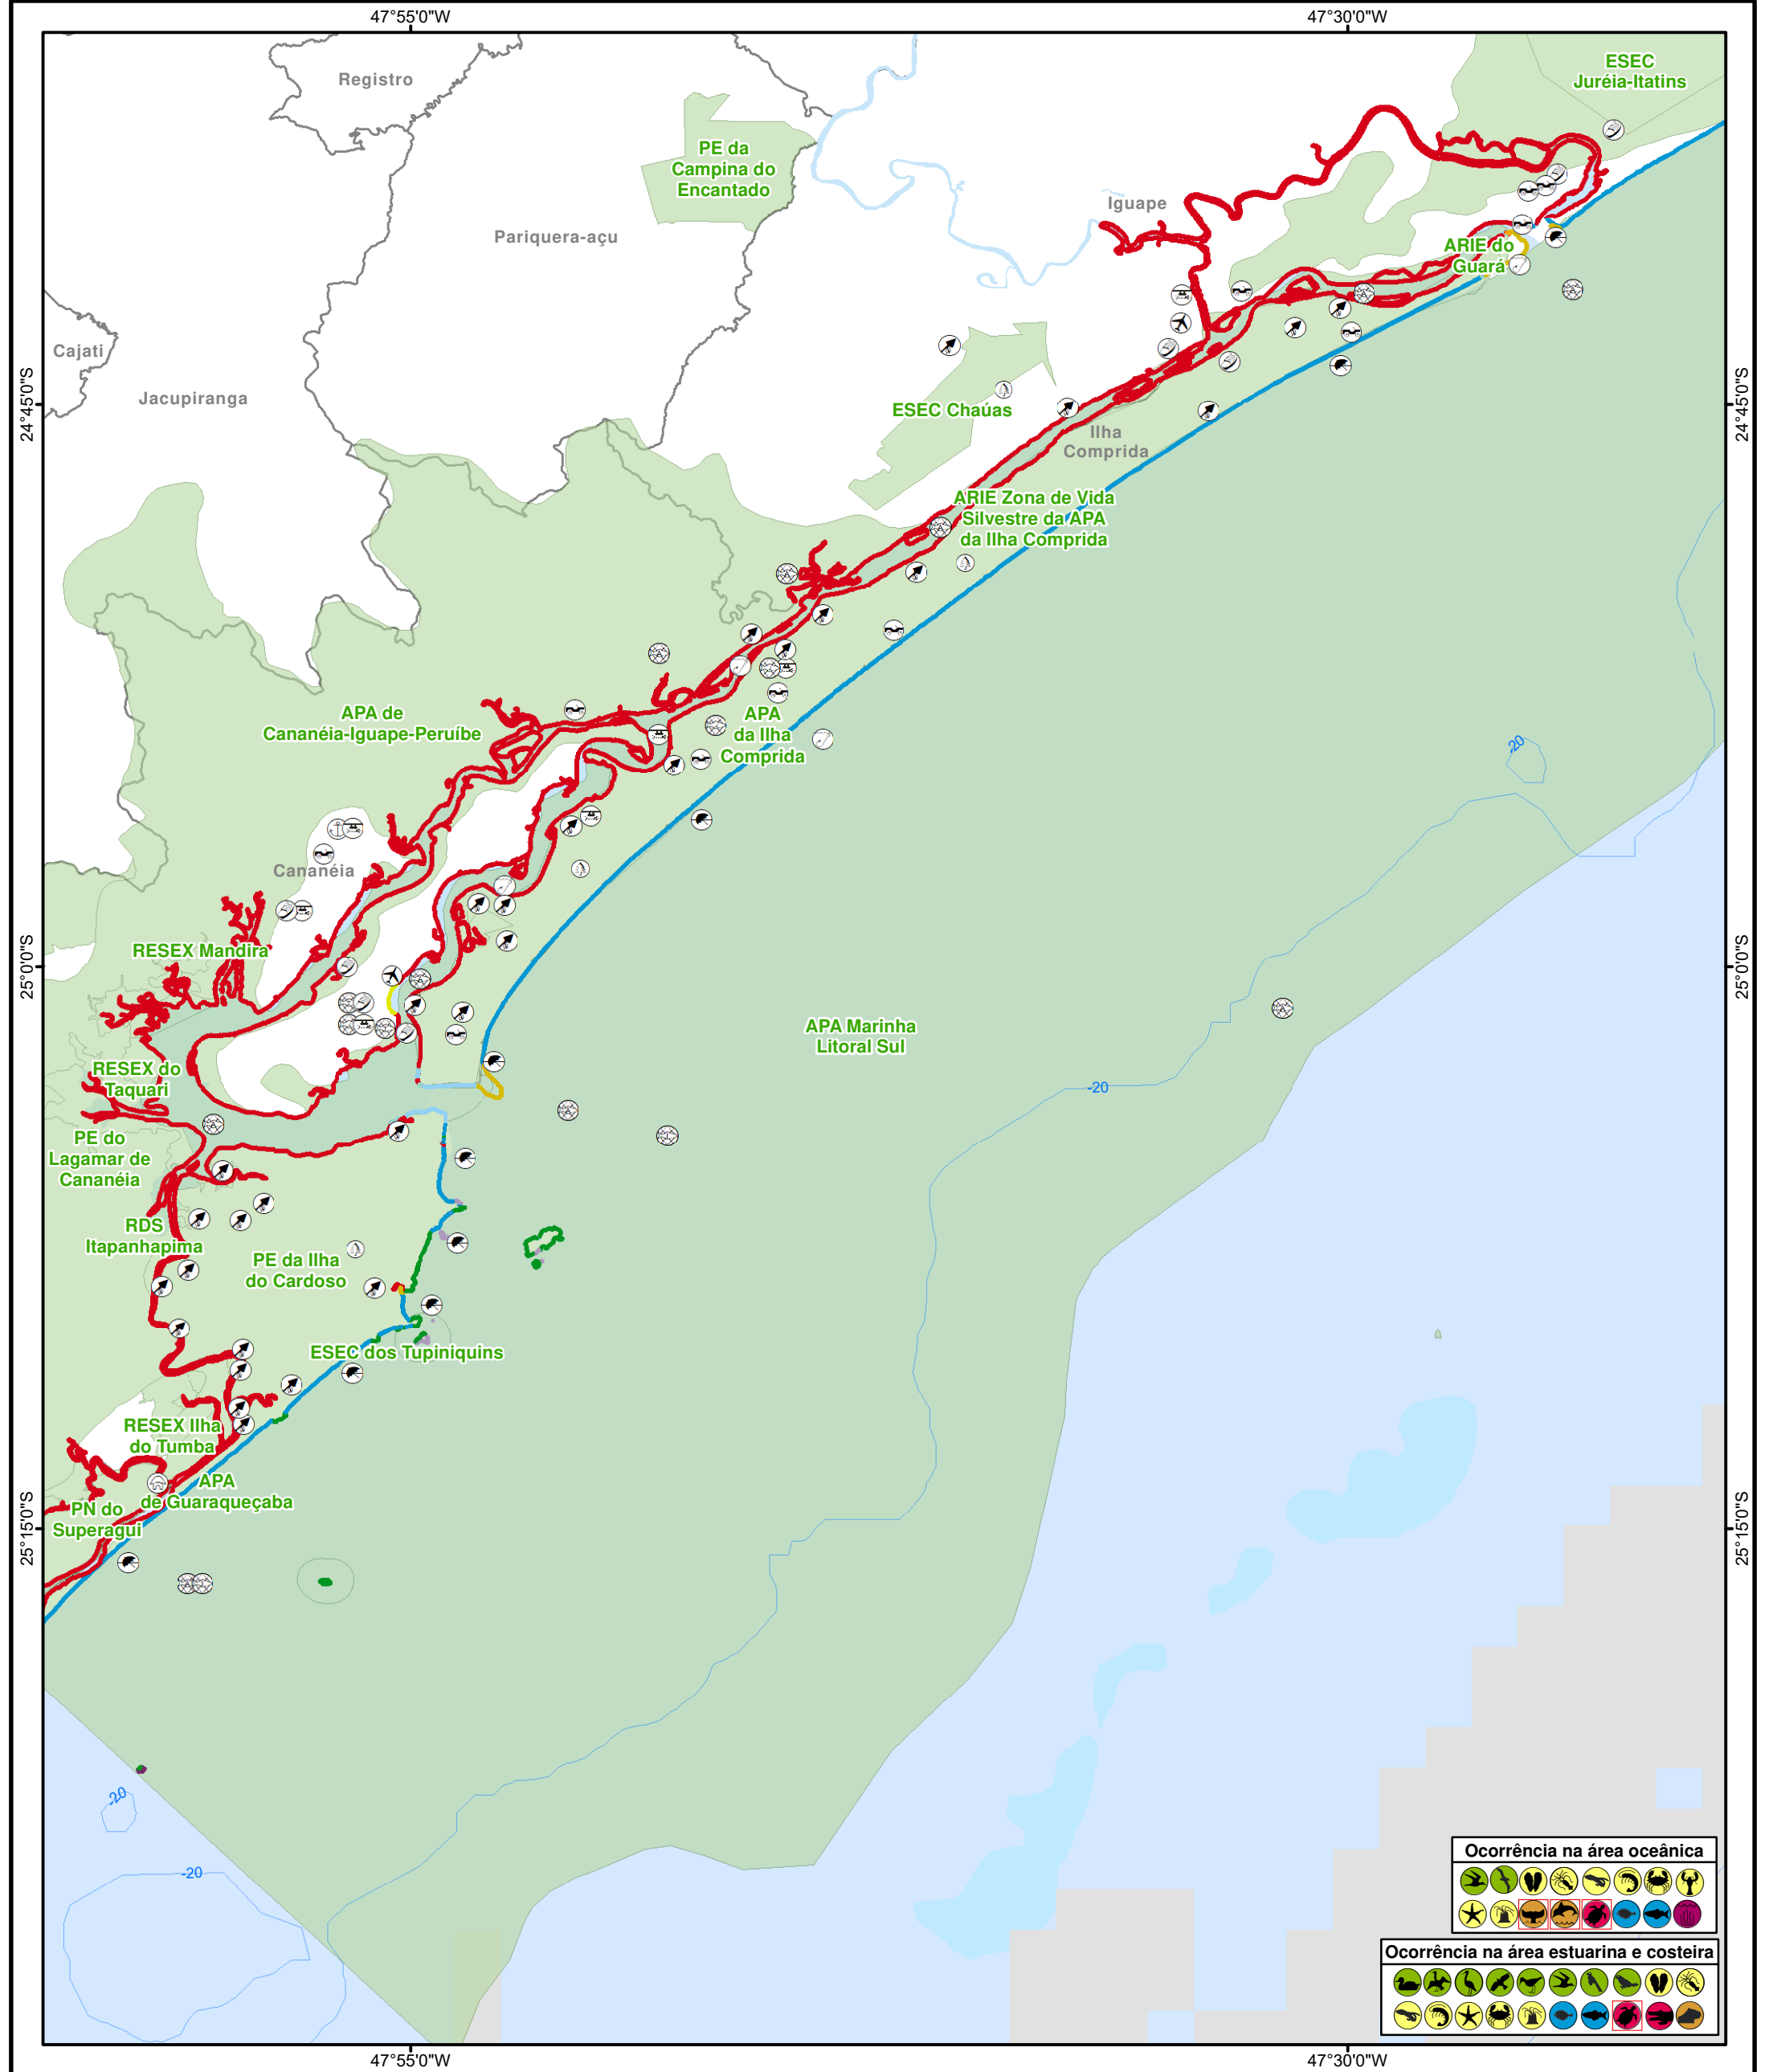 47°55'0"W
47°30'0"W
ESEC
Juréia-Itatins
Registro
PE da
Campina do
Encantado
Iguape
Pariquera-açu
ARIE do
Guará
Cajati
Jacupiranga
24°45'0"S
24°45'0"S
ESEC Chaúas
Ilha
Comprida
ARIE Zona de Vida
Silvestre da APA
da Ilha Comprida
APA de
Cananéia-Iguape-Peruíbe
APA
da Ilha
Comprida
-20
Cananéia
RESEX Mandira
25°0'0"S
25°0'0"S
APA Marinha
Litoral Sul
RESEX do
Taquari
-20
PE do
Lagamar de
Cananéia
RDS
Itapanhapima
PE da Ilha
do Cardoso
ESEC dos Tupiniquins
RESEX Ilha
do Tumba
APA
de Guaraqueçaba
PN do
Superagui
25°15'0"S
25°15'0"S
-20
-20
Ocorrência na área oceânica
Ocorrência na área estuarina e costeira
47°55'0"W
47°30'0"W